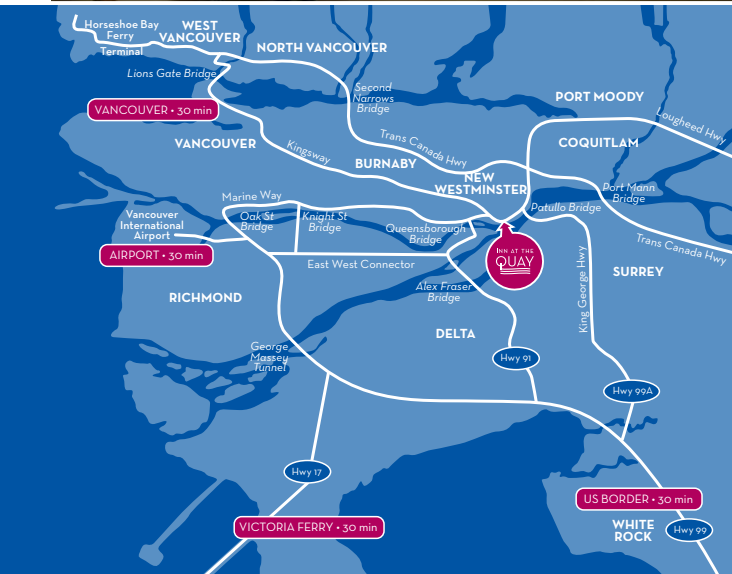 Horseshoe Bay
Ferry
Terminal
WEST
VANCOUVER
NORTH VANCOUVER
Lions Gate Bridge
Second
Narrows
Bridge
VANCOUVER • 30 min
PORT MOODY
Lougheed Hwy
VANCOUVER
Kingsway
Trans Canada Hwy
BURNABY
COQUITLAM
NEW
WESTMINSTER
Port Mann
Bridge
Marine Way
Patullo Bridge
Vancouver
International
Airport
Oak St
Bridge
Knight St
Bridge
Queensborough
Bridge
AIRPORT • 30 min
INN AT THE
QUAY
Trans Canada Hwy
East West Connector
SURREY
King George Hwy
RICHMOND
Alex Fraser
Bridge
DELTA
George
Massey
Tunnel
Hwy 91
Hwy 99A
Hwy 17
US BORDER • 30 min
VICTORIA FERRY • 30 min
WHITE
ROCK
Hwy 99